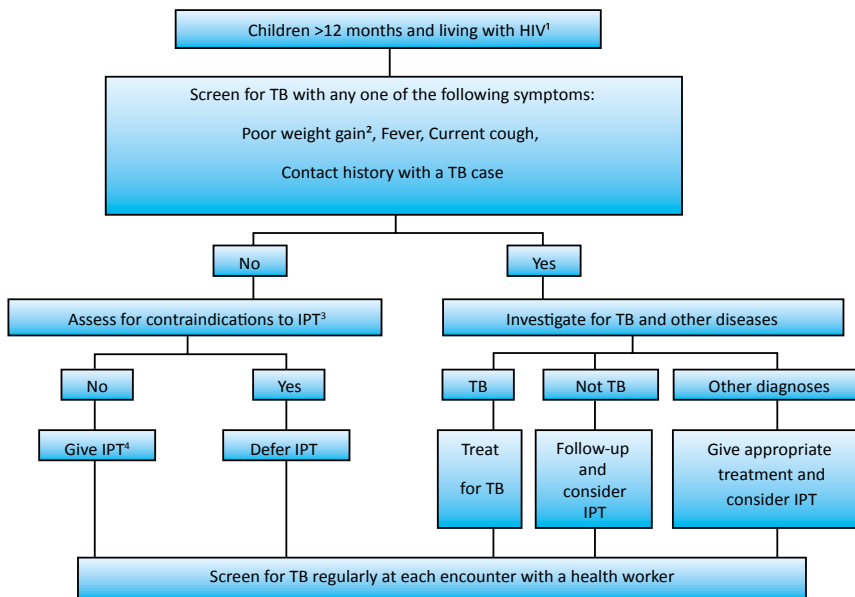 Children >12 months and living with HIV¹
Screen for TB with any one of the following symptoms:
Poor weight gain², Fever, Current cough,
Contact history with a TB case
No
Yes
Assess for contraindications to IPT³
Investigate for TB and other diseases
No
Yes
TB
Not TB
Other diagnoses
Give IPT⁴
Defer IPT
Treat
for TB
Follow-up
and
consider
IPT
Give appropriate
treatment and
consider IPT
Screen for TB regularly at each encounter with a health worker